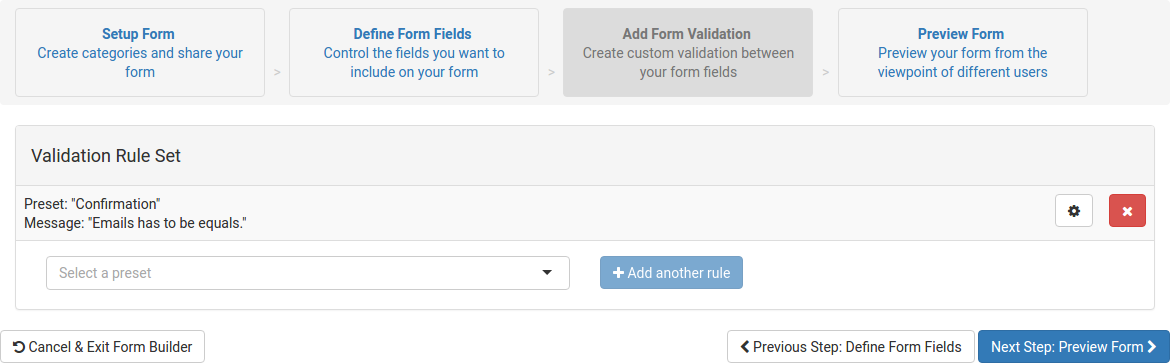 Setup Form
Create categories and share your
form
>
Define Form Fields
Control the fields you want to
include on your form
>
Add Form Validation
Create custom validation between
your form fields
>
Preview Form
Preview your form from the
viewpoint of different users
Validation Rule Set
Preset: "Confirmation"
Message: "Emails has to be equals."
Select a preset
Add another rule
Cancel & Exit Form Builder
Previous Step: Define Form Fields
Next Step: Preview Form